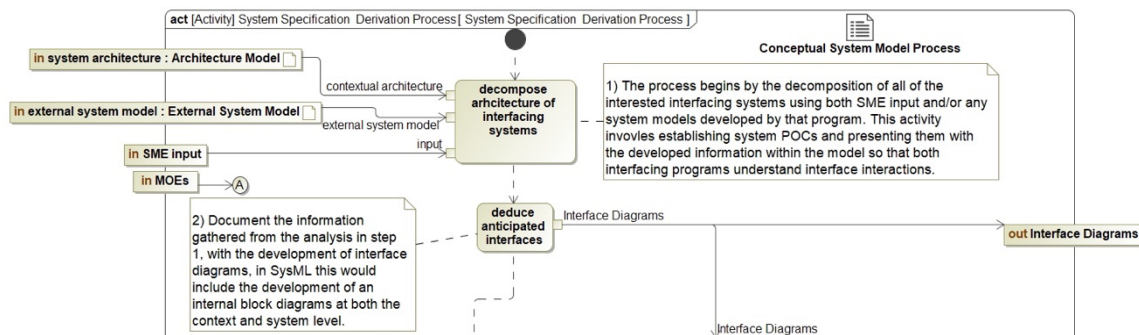 act [Activity] System Specification Derivation Process[ System Specification Derivation Process ]
Conceptual System Model Process
in system architecture : Architecture Model
contextual architecture
in external system model : External System Model
external system model
in SME input
input
in MOEs
A
decompose
arhcitecture of
interfacing
systems
1) The process begins by the decomposition of all of the
interested interfacing systems using both SME input and/or any
system models developed by that program. This activity
invovles establishing system POCs and presenting them with
the developed information within the model so that both
interfacing programs understand interface interactions.
2) Document the information
gathered from the analysis in step
1, with the development of interface
diagrams, in SysML this would
include the development of an
internal block diagrams at both the
context and system level.
deduce
anticipated
interfaces
Interface Diagrams
out Interface Diagrams
Interface Diagrams